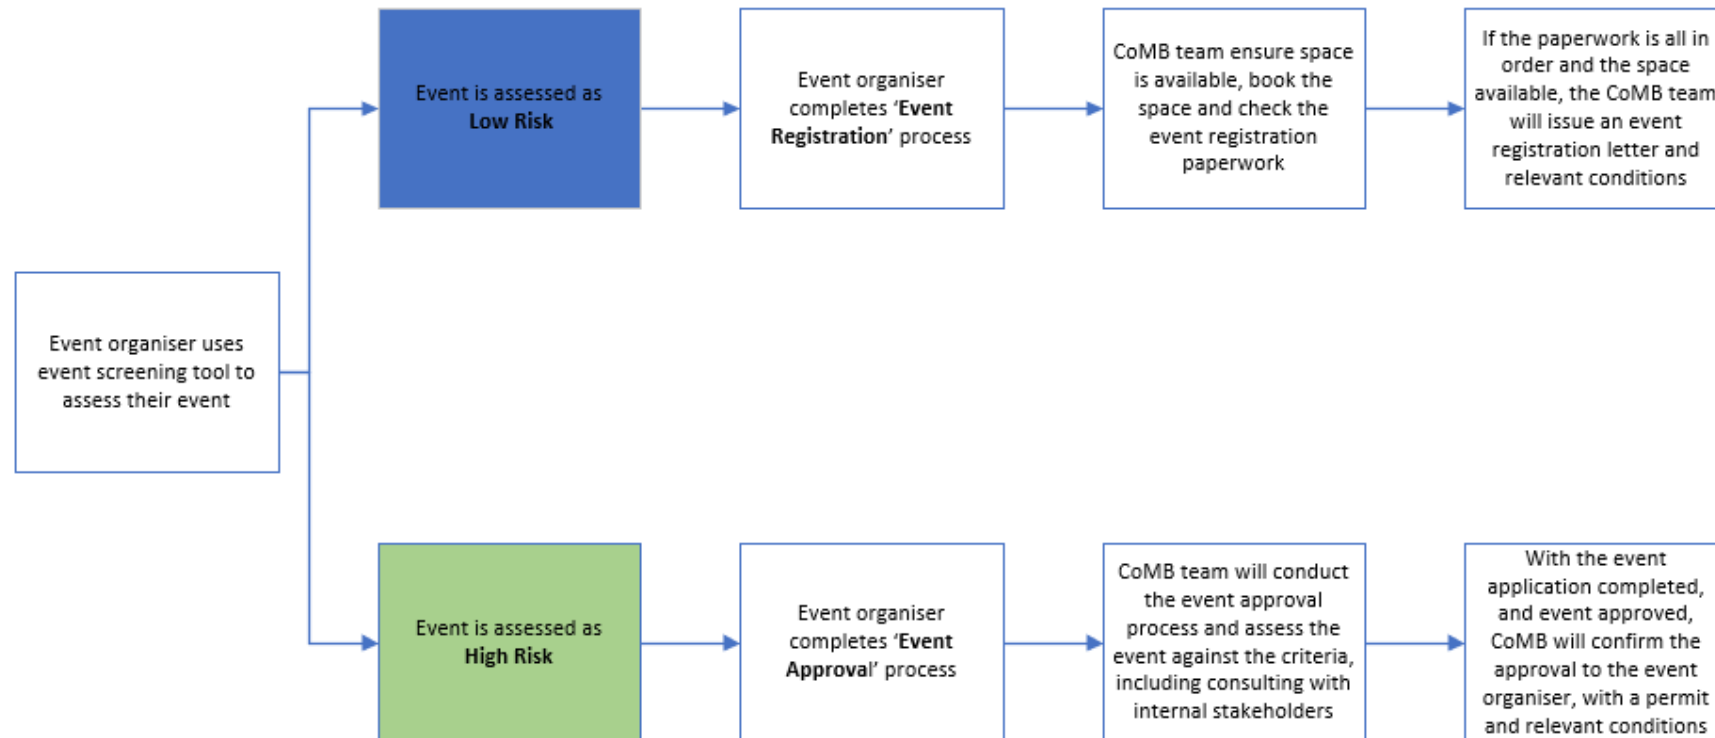 Event is assessed as
Low Risk
Event organiser
completes ‘Event
Registration’ process
CoMB team ensure space
is available, book the
space and check the
event registration
paperwork
If the paperwork is all in
order and the space
available, the CoMB team
will issue an event
registration letter and
relevant conditions
Event organiser uses
event screening tool to
assess their event
Event is assessed as
High Risk
Event organiser
completes ‘Event
Approval’ process
CoMB team will conduct
the event approval
process and assess the
event against the criteria,
including consulting with
internal stakeholders
With the event
application completed,
and event approved,
CoMB will confirm the
approval to the event
organiser, with a permit
and relevant conditions